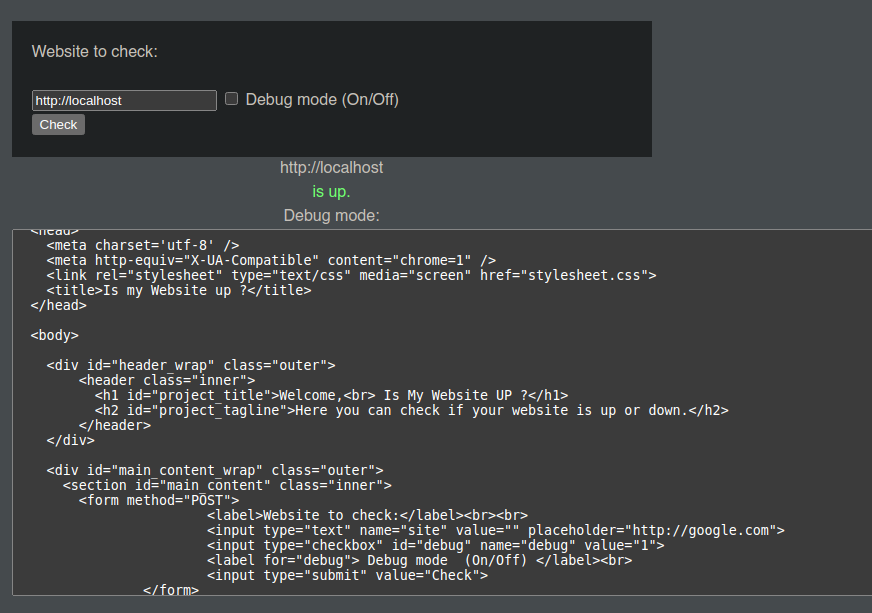 Website to check:
http://localhost
Debug mode (On/Off)
Check
http://localhost
is up.
Debug mode:
<head>
<meta charset='utf-8' />
<meta http-equiv="X-UA-Compatible" content="chrome=1" />
<link rel="stylesheet" type="text/css" media="screen" href="stylesheet.css">
<title>Is my Website up ?</title>
</head>
<body>
<div id="header_wrap" class="outer">
<header class="inner">
<h1 id="project_title">Welcome,<br> Is My Website UP ?</h1>
<h2 id="project_tagline">Here you can check if your website is up or down.</h2>
</header>
</div>
<div id="main_content_wrap" class="outer">
<section id="main_content" class="inner">
<form method="POST">
<label>Website to check:</label><br><br>
<input type="text" name="site" value="" placeholder="http://google.com">
<input type="checkbox" id="debug" name="debug" value="1">
<label for="debug"> Debug mode  (On/Off) </label><br>
<input type="submit" value="Check">
</form>